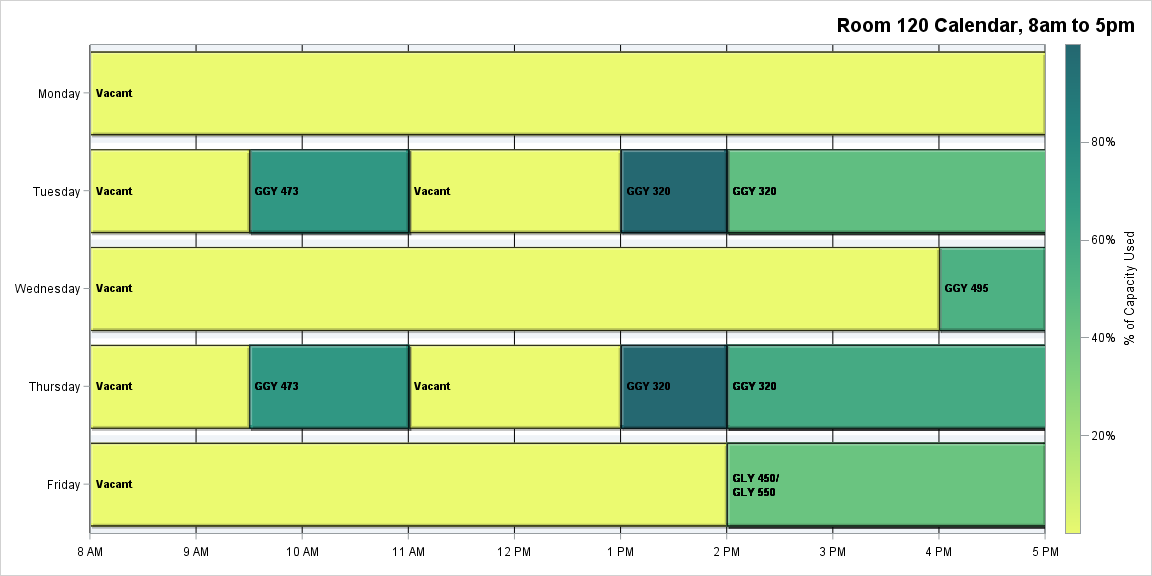 Room 120 Calendar, 8am to 5pm
Monday
Vacant
Tuesday
Vacant
GGY 473
Vacant
GGY 320
GGY 320
Wednesday
Vacant
GGY 495
Thursday
Vacant
GGY 473
Vacant
GGY 320
GGY 320
Friday
Vacant
GLY 450/
GLY 550
8 AM
9 AM
10 AM
11 AM
12 PM
1 PM
2 PM
3 PM
4 PM
5 PM
80%
60%
40%
20%
% of Capacity Used